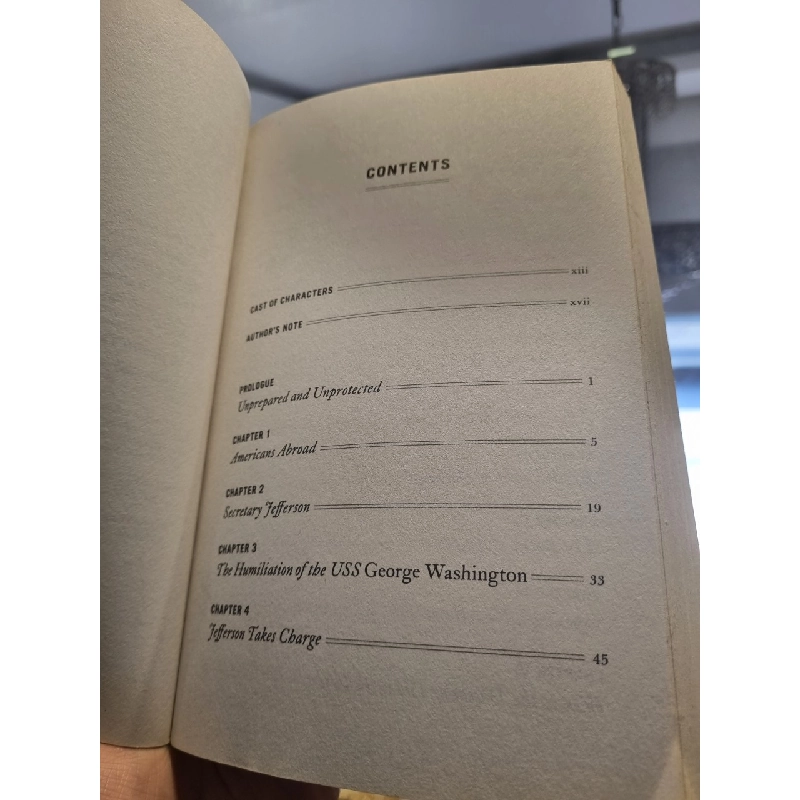 CONTENTS
CAST OF CHARACTERS xiii
AUTHOR'S NOTE xvii
PROLOGUE
Unprepared and Unprotected 1
CHAPTER 1
Americans Abroad 5
CHAPTER 2
Secretary Jefferson 19
CHAPTER 3
The Humiliation of the USS George Washington 33
CHAPTER 4
Jefferson Takes Charge 45